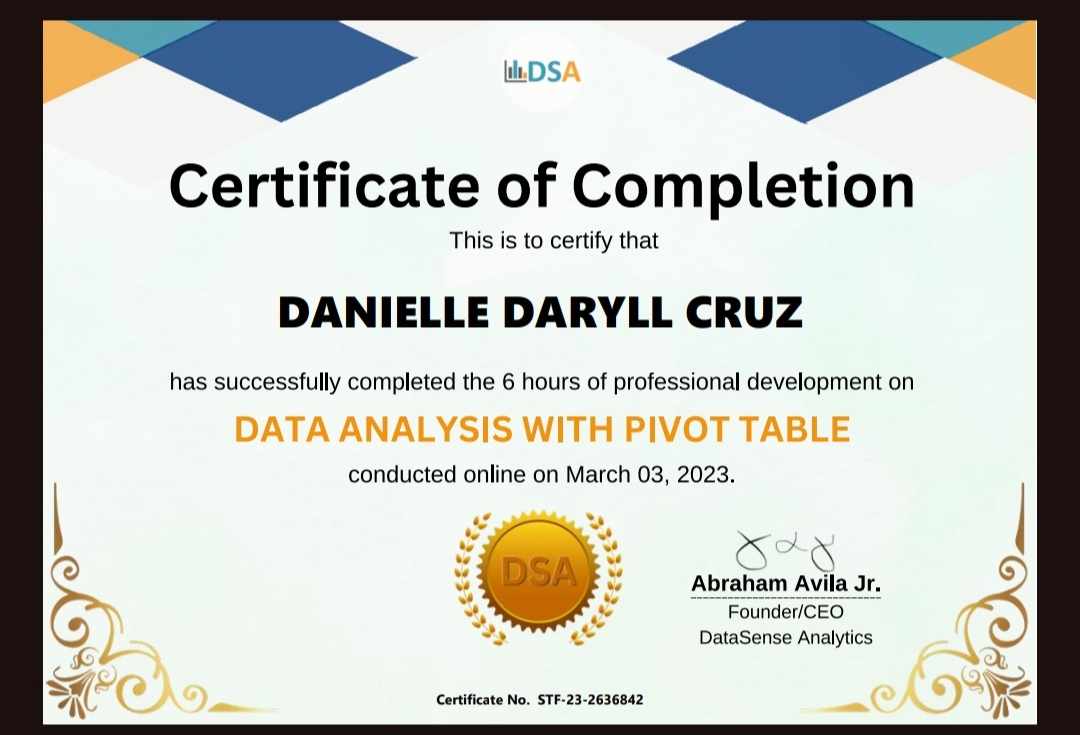 DSA
Certificate of Completion
This is to certify that
DANIELLE DARYLL CRUZ
has successfully completed the 6 hours of professional development on
DATA ANALYSIS WITH PIVOT TABLE
conducted online on March 03, 2023.
DSA
Abraham Avila Jr.
Founder/CEO
DataSense Analytics
Certificate No. STF-23-2636842